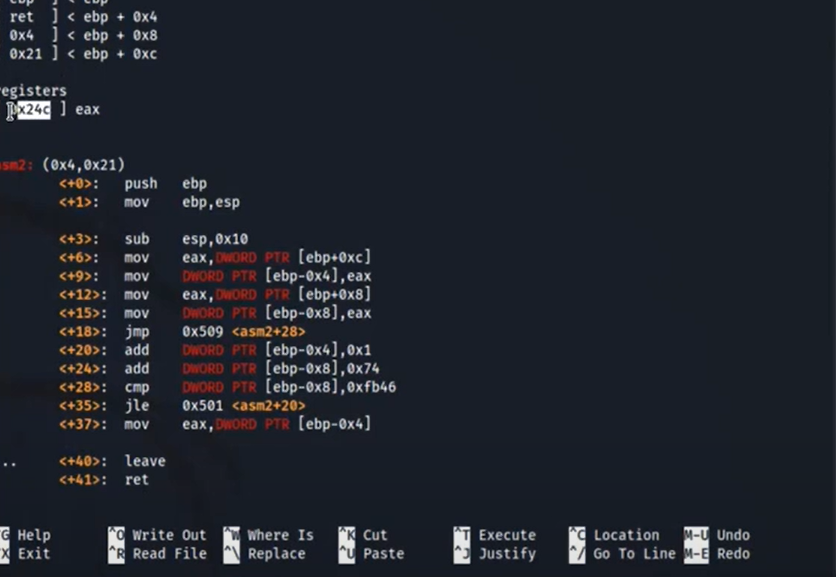 ret ] < ebp + 0x4
0x4 ] < ebp + 0x8
0x21 ] < ebp + 0xc
registers
0x24c ] eax
asm2: (0x4,0x21)
<+0>: push ebp
<+1>: mov ebp,esp
<+3>: sub esp,0x10
<+6>: mov eax,DWORD PTR [ebp+0xc]
<+9>: mov DWORD PTR [ebp-0x4],eax
<+12>: mov eax,DWORD PTR [ebp+0x8]
<+15>: mov DWORD PTR [ebp-0x8],eax
<+18>: jmp 0x509 <asm2+28>
<+20>: add DWORD PTR [ebp-0x4],0x1
<+24>: add DWORD PTR [ebp-0x8],0x74
<+28>: cmp DWORD PTR [ebp-0x8],0xfb46
<+35>: jle 0x501 <asm2+20>
<+37>: mov eax,DWORD PTR [ebp-0x4]
.. <+40>: leave
<+41>: ret
^G Help ^O Write Out ^W Where Is ^K Cut ^T Execute ^C Location M-U Undo
^X Exit ^R Read File ^\ Replace ^U Paste ^J Justify ^/ Go To Line M-E Redo